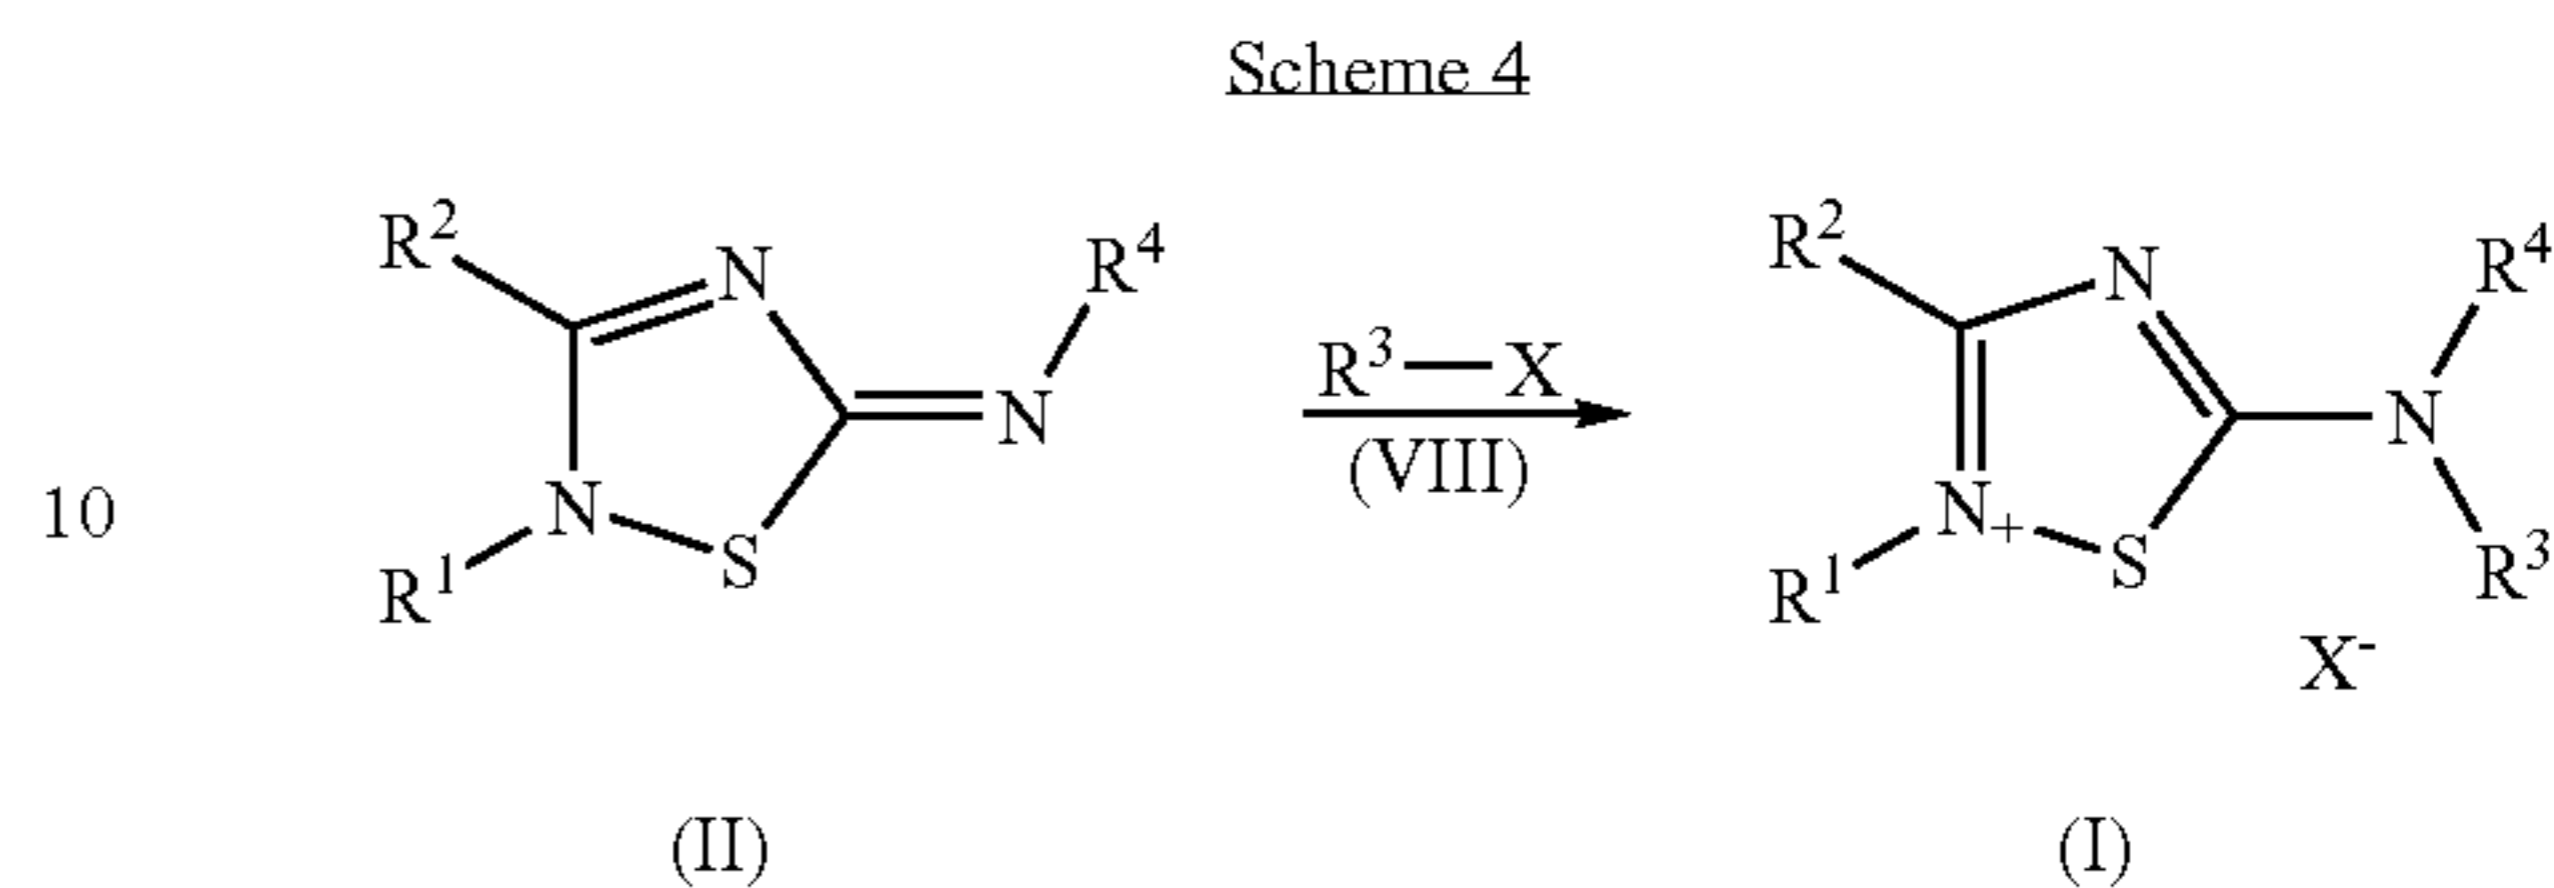 Scheme 4
R² N R⁴
N
N S
R¹
R³—X
(VIII)
R² N R⁴
N
N+ S
R¹ R³
X⁻
10
(II) (I)